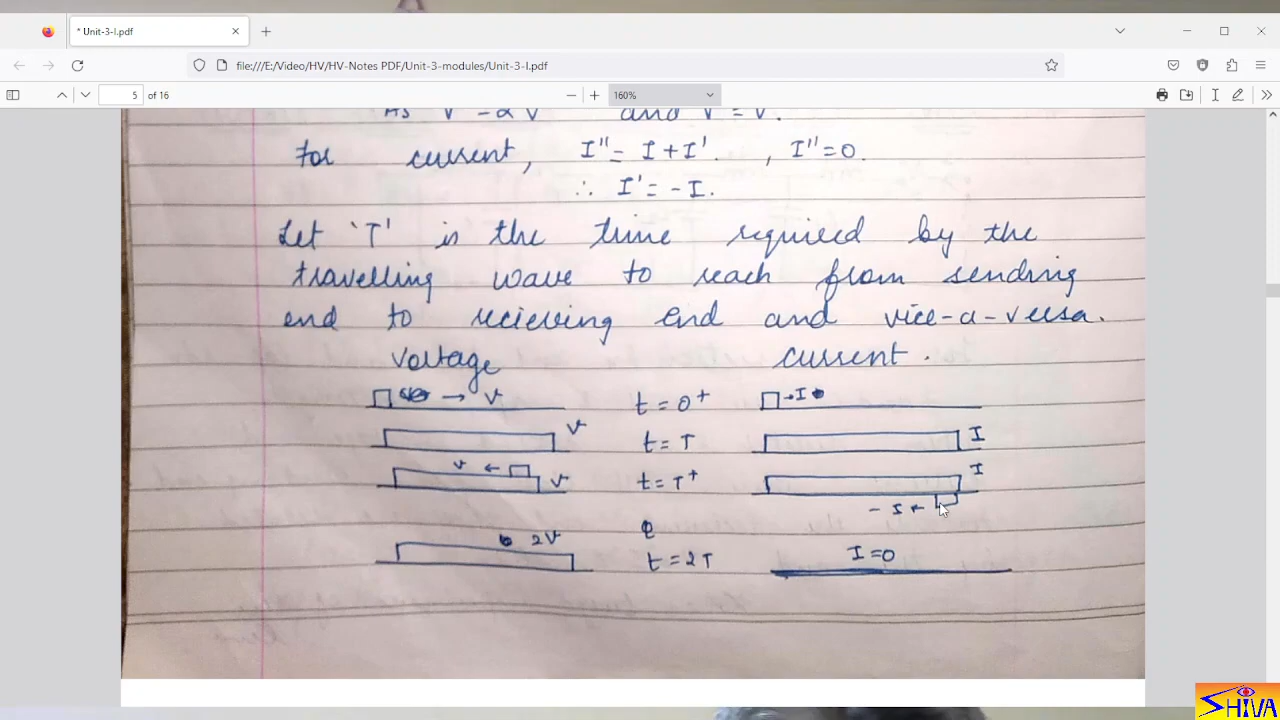 * Unit-3-I.pdf
file:///E:/Video/HV/HV-Notes PDF/Unit-3-modules/Unit-3-I.pdf
5 of 16
160%
and V = V.
For current, I" = I + I'. , I" = 0.
∴ I' = - I.
Let 'T' is the time required by the
travelling wave to reach from sending
end to recieving end and vice-a-versa.
Voltage current.
→ V t = 0+ → I
V t = T I
V ← V t = T+ I
- I ←
2V t = 2T I = 0
SHIVA